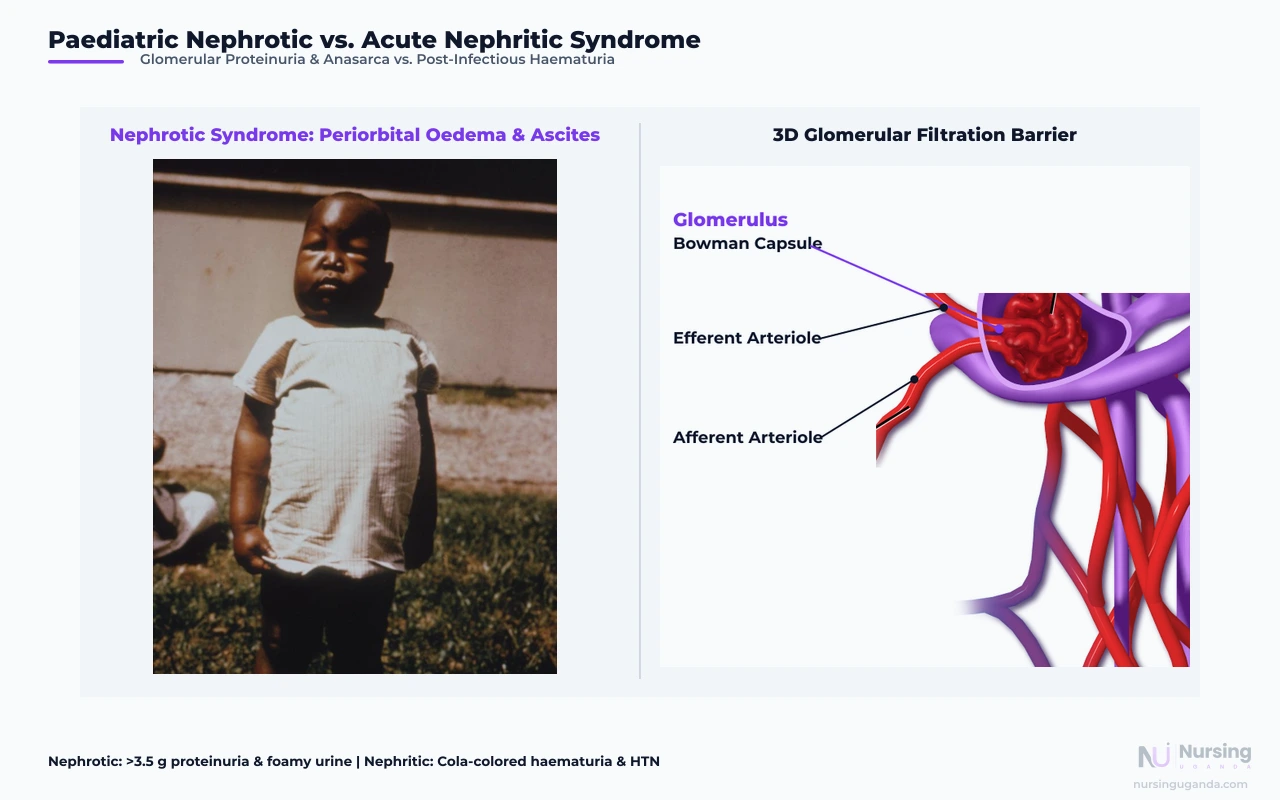 Paediatric Nephrotic vs. Acute Nephritic Syndrome
Glomerular Proteinuria & Anasarca vs. Post-Infectious Haematuria
Nephrotic Syndrome: Periorbital Oedema & Ascites
3D Glomerular Filtration Barrier
Glomerulus
Bowman Capsule
Efferent Arteriole
Afferent Arteriole
Nephrotic: >3.5 g proteinuria & foamy urine | Nephritic: Cola-colored haematuria & HTN
NU Nursing
UGANDA
nursinguganda.com